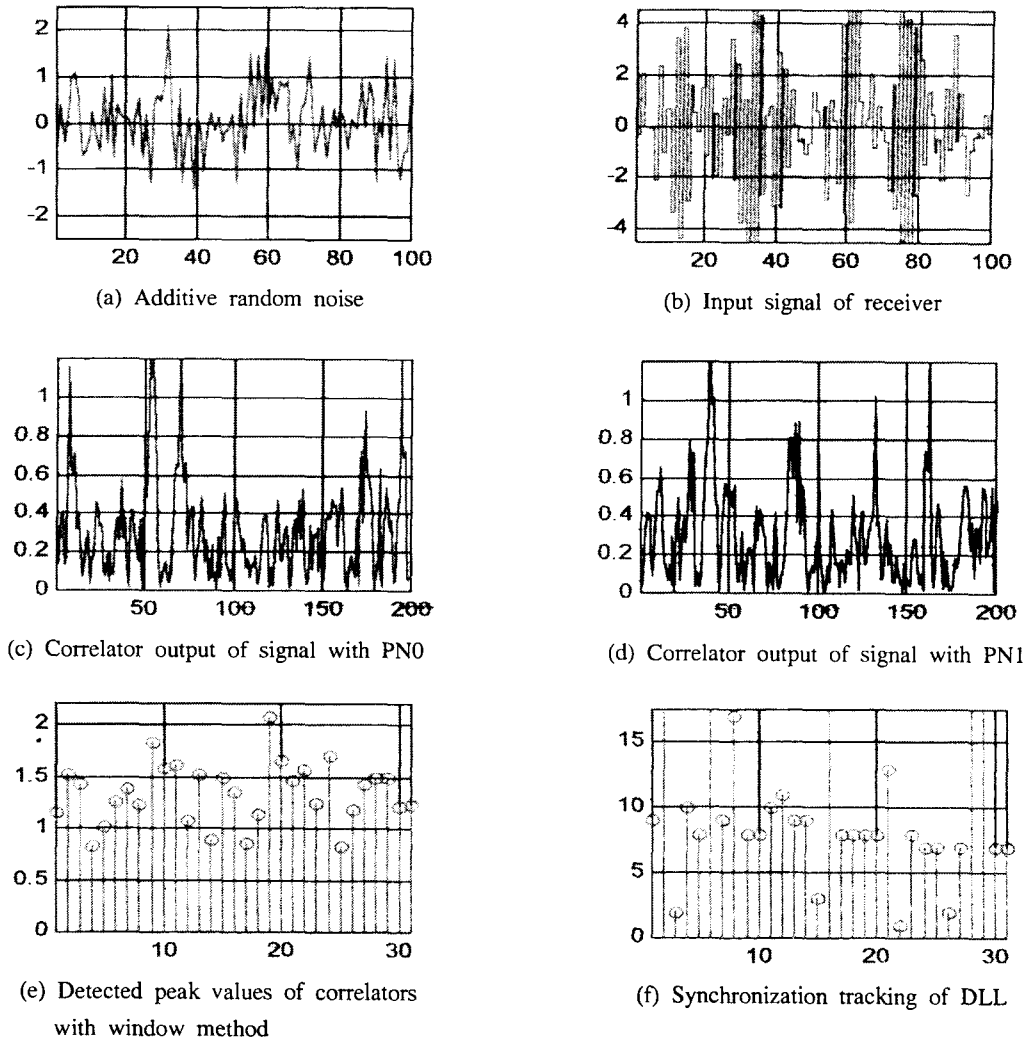 2
1
0
-1
-2
20 40 60 80 100
(a) Additive random noise
4
2
0
-2
-4
20 40 60 80 100
(b) Input signal of receiver
1
0.8
0.6
0.4
0.2
0
50 100 150 200
(c) Correlator output of signal with PN0
1
0.8
0.6
0.4
0.2
0
50 100 150 200
(d) Correlator output of signal with PN1
2
1.5
1
0.5
0
10 20 30
(e) Detected peak values of correlators
with window method
15
10
5
0
10 20 30
(f) Synchronization tracking of DLL